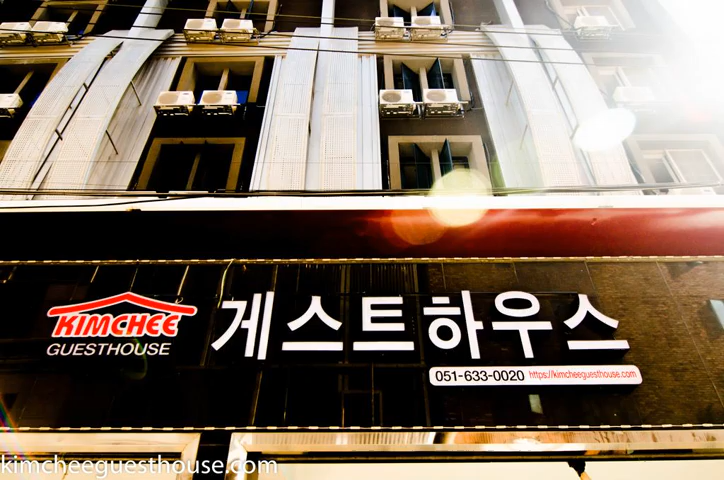 KIMCHEE
GUESTHOUSE
게스트하우스
051-633-0020 https://kimcheeguesthouse.com
kimcheeguesthouse.com